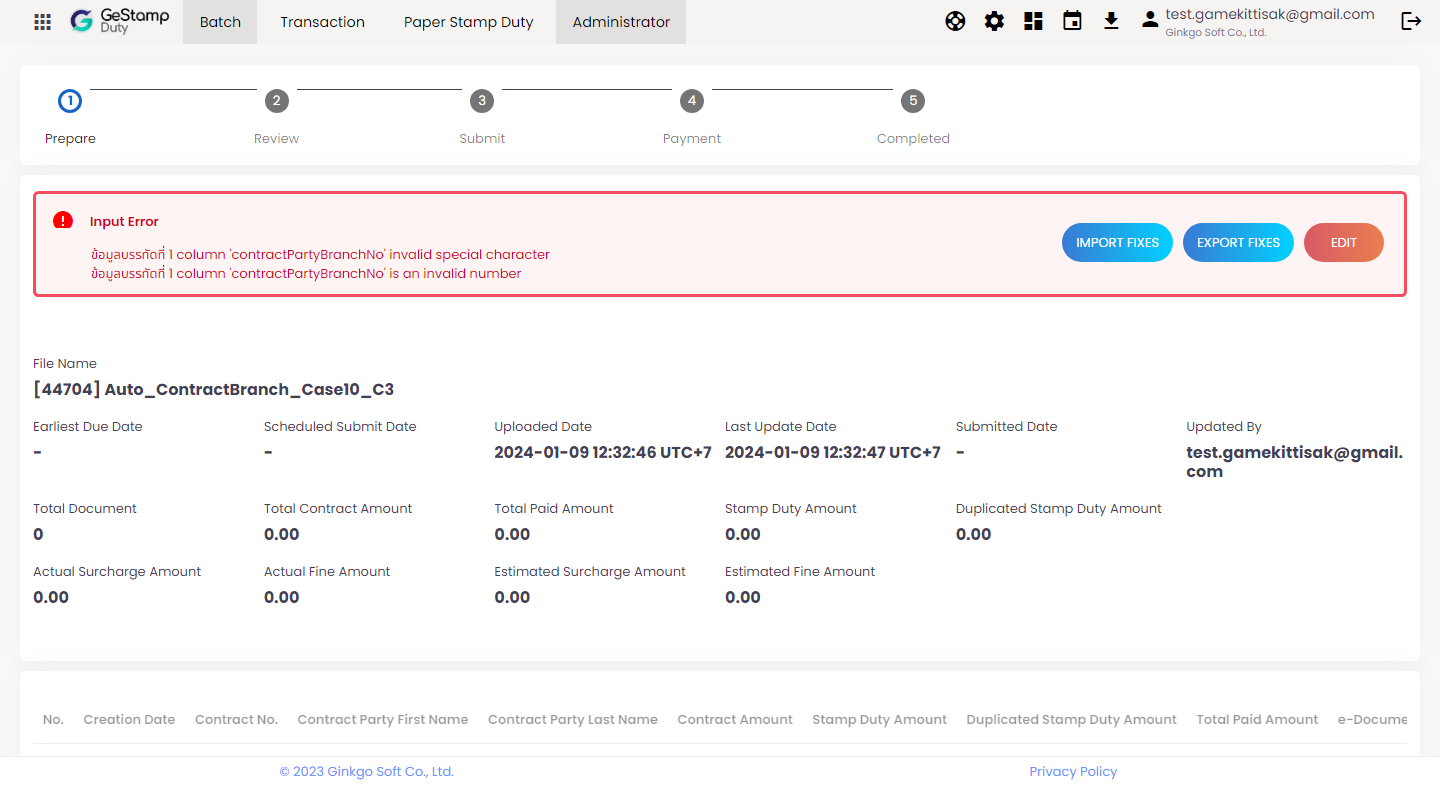 GeStamp
Duty
Batch
Transaction
Paper Stamp Duty
Administrator
test.gamekittisak@gmail.com
Ginkgo Soft Co., Ltd.
1
2
3
4
5
Prepare
Review
Submit
Payment
Completed
Input Error
ข้อมูลบรรทัดที่ 1 column 'contractPartyBranchNo' invalid special character
ข้อมูลบรรทัดที่ 1 column 'contractPartyBranchNo' is an invalid number
IMPORT FIXES
EXPORT FIXES
EDIT
File Name
[44704] Auto_ContractBranch_Case10_C3
Earliest Due Date
Scheduled Submit Date
Uploaded Date
Last Update Date
Submitted Date
Updated By
-
-
2024-01-09 12:32:46 UTC+7
2024-01-09 12:32:47 UTC+7
-
test.gamekittisak@gmail.
com
Total Document
Total Contract Amount
Total Paid Amount
Stamp Duty Amount
Duplicated Stamp Duty Amount
0
0.00
0.00
0.00
0.00
Actual Surcharge Amount
Actual Fine Amount
Estimated Surcharge Amount
Estimated Fine Amount
0.00
0.00
0.00
0.00
No.
Creation Date
Contract No.
Contract Party First Name
Contract Party Last Name
Contract Amount
Stamp Duty Amount
Duplicated Stamp Duty Amount
Total Paid Amount
e-Docume
© 2023 Ginkgo Soft Co., Ltd.
Privacy Policy